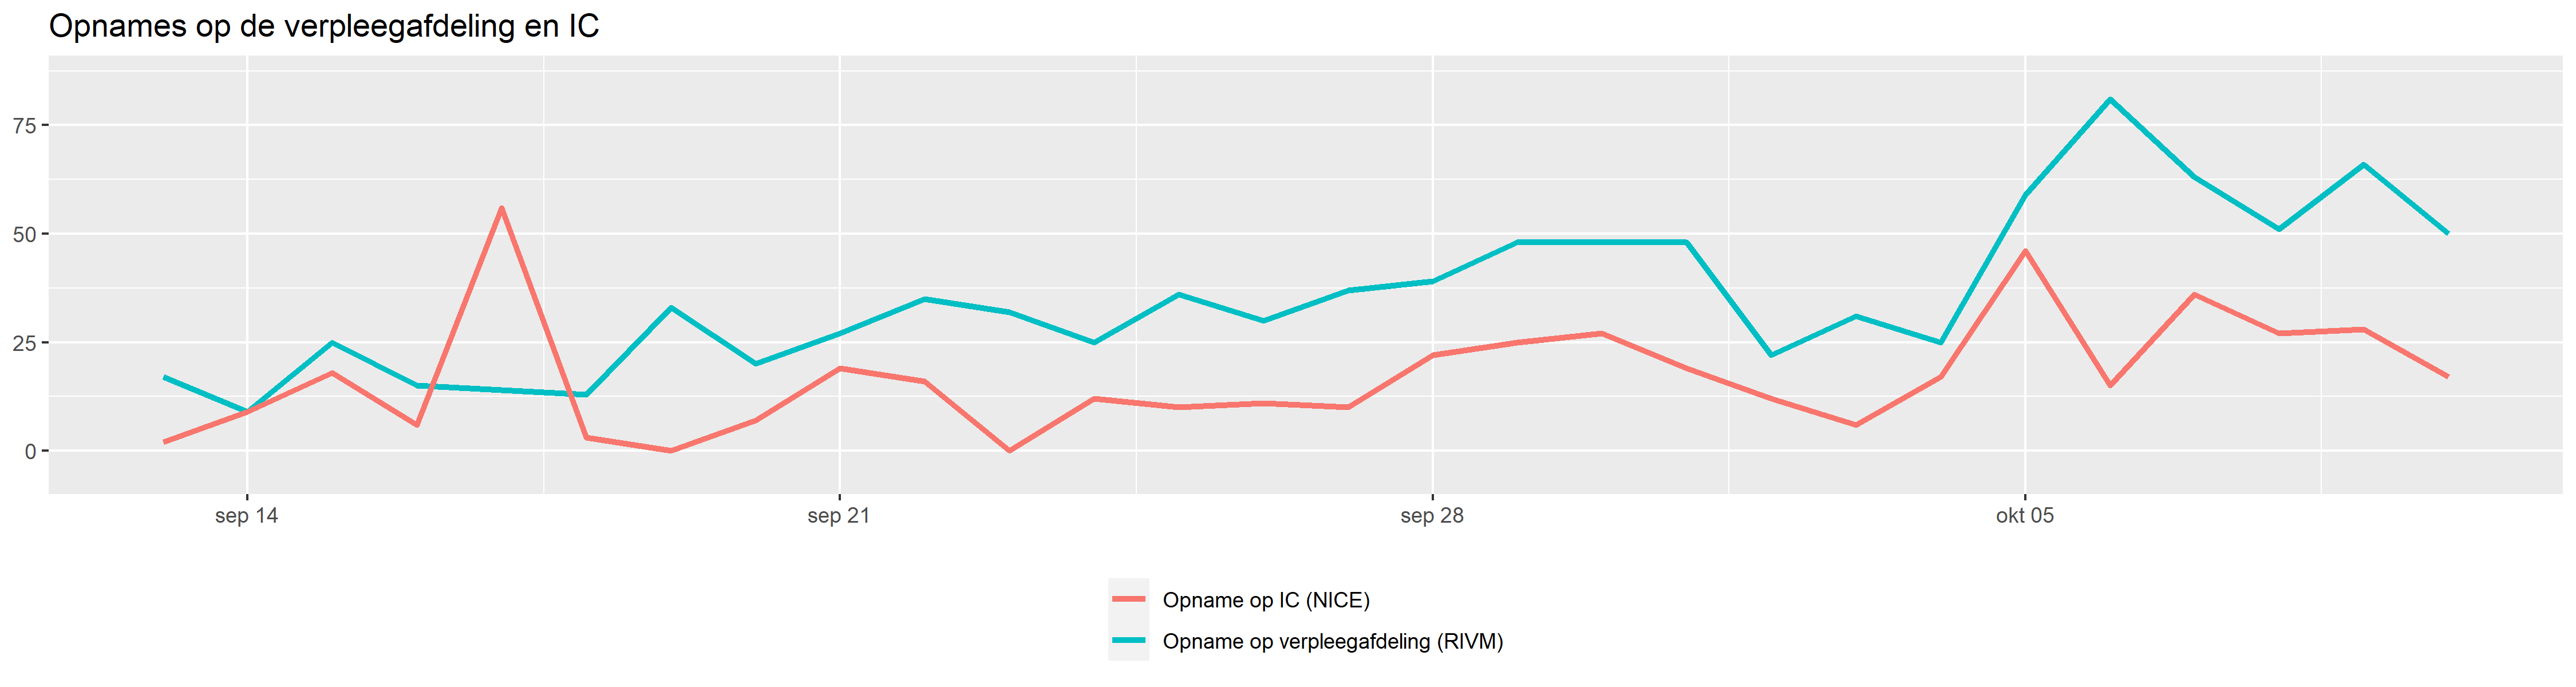 Opnames op de verpleegafdeling en IC
75
50
25
0
sep 14 sep 21 sep 28 okt 05
Opname op IC (NICE)
Opname op verpleegafdeling (RIVM)